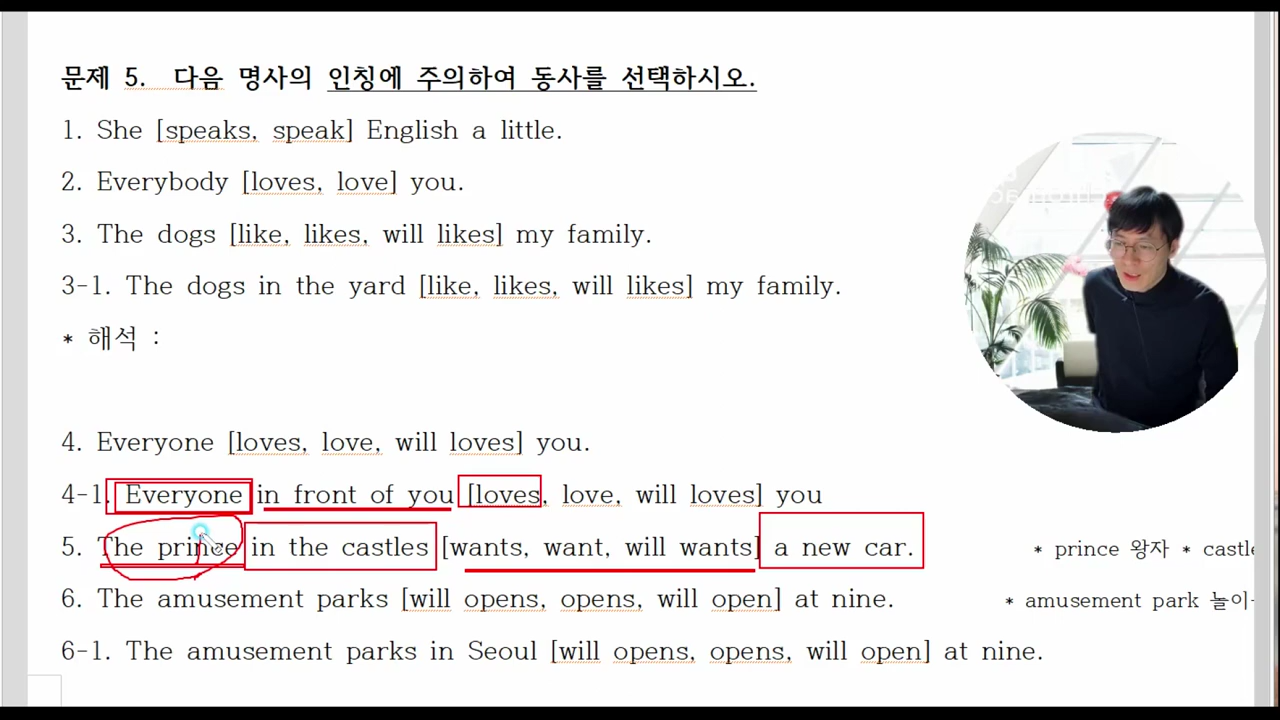 문제 5. 다음 명사의 인칭에 주의하여 동사를 선택하시오.
1. She [speaks, speak] English a little.
2. Everybody [loves, love] you.
3. The dogs [like, likes, will likes] my family.
3-1. The dogs in the yard [like, likes, will likes] my family.
* 해석 :
4. Everyone [loves, love, will loves] you.
4-1. Everyone in front of you [loves, love, will loves] you
5. The prince in the castles [wants, want, will wants] a new car. * prince 왕자 *
6. The amusement parks [will opens, opens, will open] at nine. * amusement park
6-1. The amusement parks in Seoul [will opens, opens, will open] at nine.